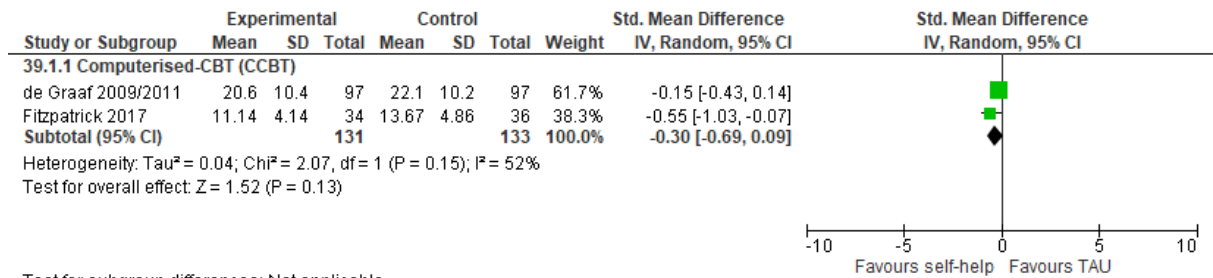 Experimental Control Std. Mean Difference Std. Mean Difference
Study or Subgroup Mean SD Total Mean SD Total Weight IV, Random, 95% CI IV, Random, 95% CI
39.1.1 Computerised-CBT (CCBT)
de Graaf 2009/2011 20.6 10.4 97 22.1 10.2 97 61.7% -0.15 [-0.43, 0.14]
Fitzpatrick 2017 11.14 4.14 34 13.67 4.86 36 38.3% -0.55 [-1.03, -0.07]
Subtotal (95% CI) 131 133 100.0% -0.30 [-0.69, 0.09]
Heterogeneity: Tau² = 0.04; Chi² = 2.07, df = 1 (P = 0.15); I² = 52%
Test for overall effect: Z = 1.52 (P = 0.13)
-10 -5 0 5 10
Favours self-help Favours TAU
Test for subgroup differences: Not applicable